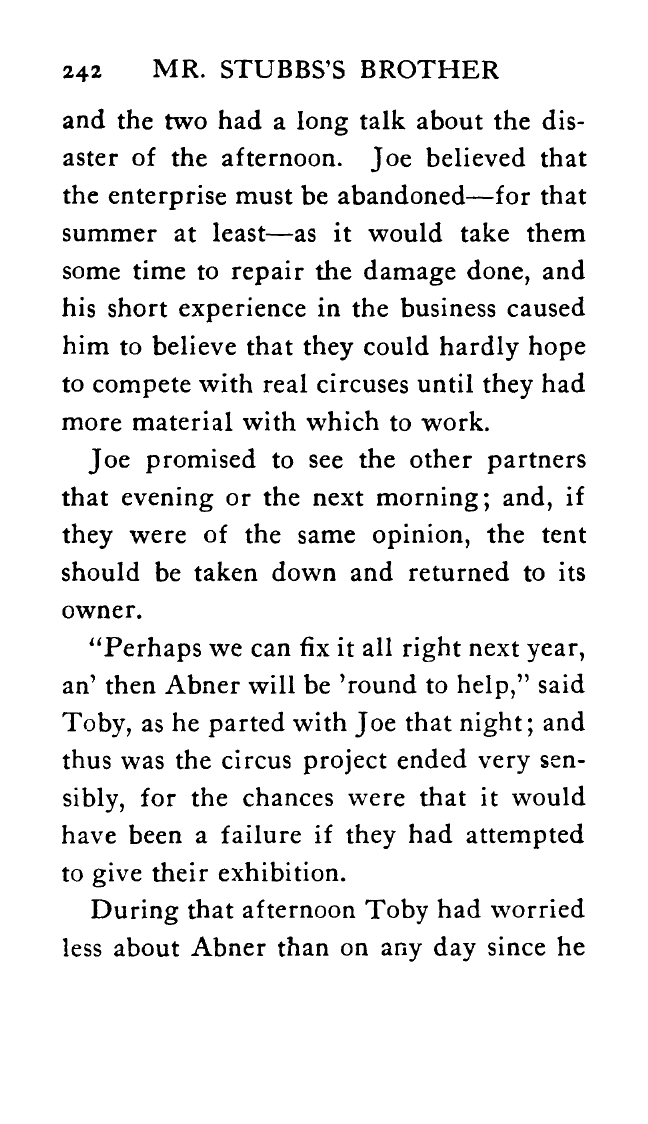 242 MR. STUBBS'S BROTHER
and the two had a long talk about the dis-
aster of the afternoon. Joe believed that
the enterprise must be abandoned—for that
summer at least—as it would take them
some time to repair the damage done, and
his short experience in the business caused
him to believe that they could hardly hope
to compete with real circuses until they had
more material with which to work.
Joe promised to see the other partners
that evening or the next morning; and, if
they were of the same opinion, the tent
should be taken down and returned to its
owner.
"Perhaps we can fix it all right next year,
an' then Abner will be 'round to help," said
Toby, as he parted with Joe that night; and
thus was the circus project ended very sen-
sibly, for the chances were that it would
have been a failure if they had attempted
to give their exhibition.
During that afternoon Toby had worried
less about Abner than on any day since he